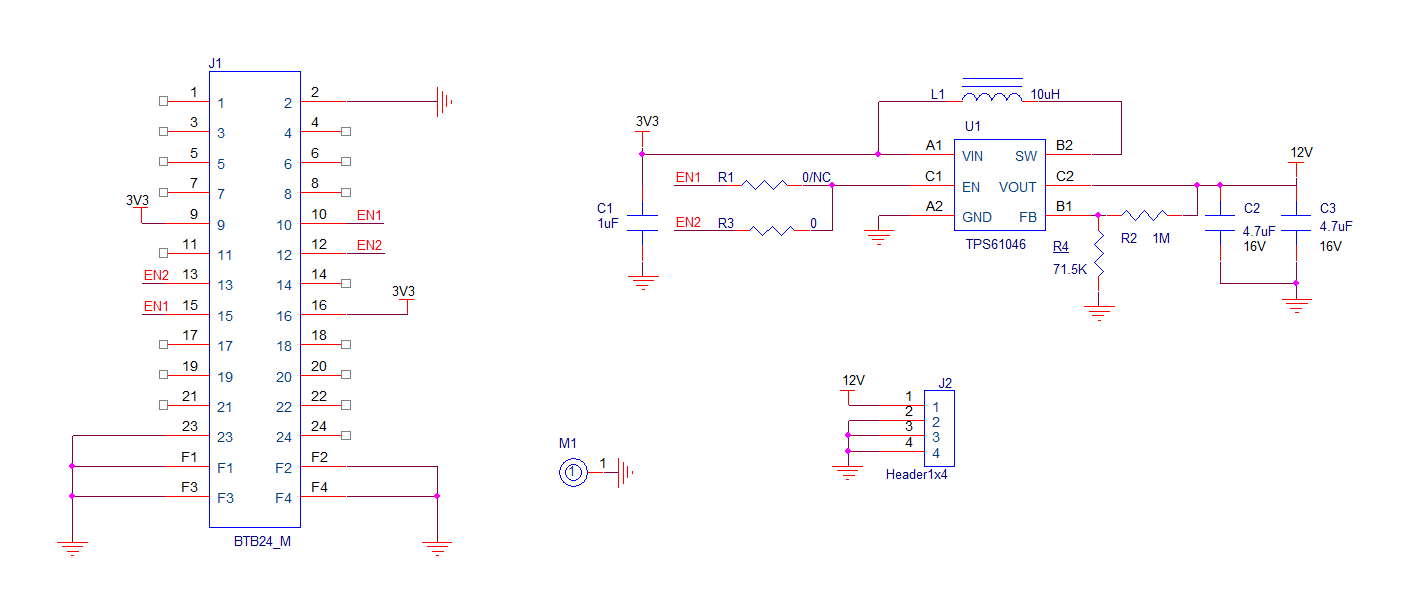 J1
1 1 2 2
3 3 4 4
5 5 6 6
7 7 8 8
3V3
9 9 10 10 EN1
11 11 12 12 EN2
EN2 13 13 14 14
EN1 15 15 16 16 3V3
17 17 18 18
19 19 20 20
21 21 22 22
23 23 24 24
F1 F1 F2 F2
F3 F3 F4 F4
BTB24_M
L1 10uH
3V3
U1
A1 VIN SW B2
12V
EN1 R1 0/NC
C1 EN VOUT C2
EN2 R3 0
A2 GND FB B1
TPS61046
C1
1uF
R4
71.5K
R2 1M
C2
4.7uF
16V
C3
4.7uF
16V
12V
J2
1 1
2 2
3 3
4 4
Header1x4
M1
1 1